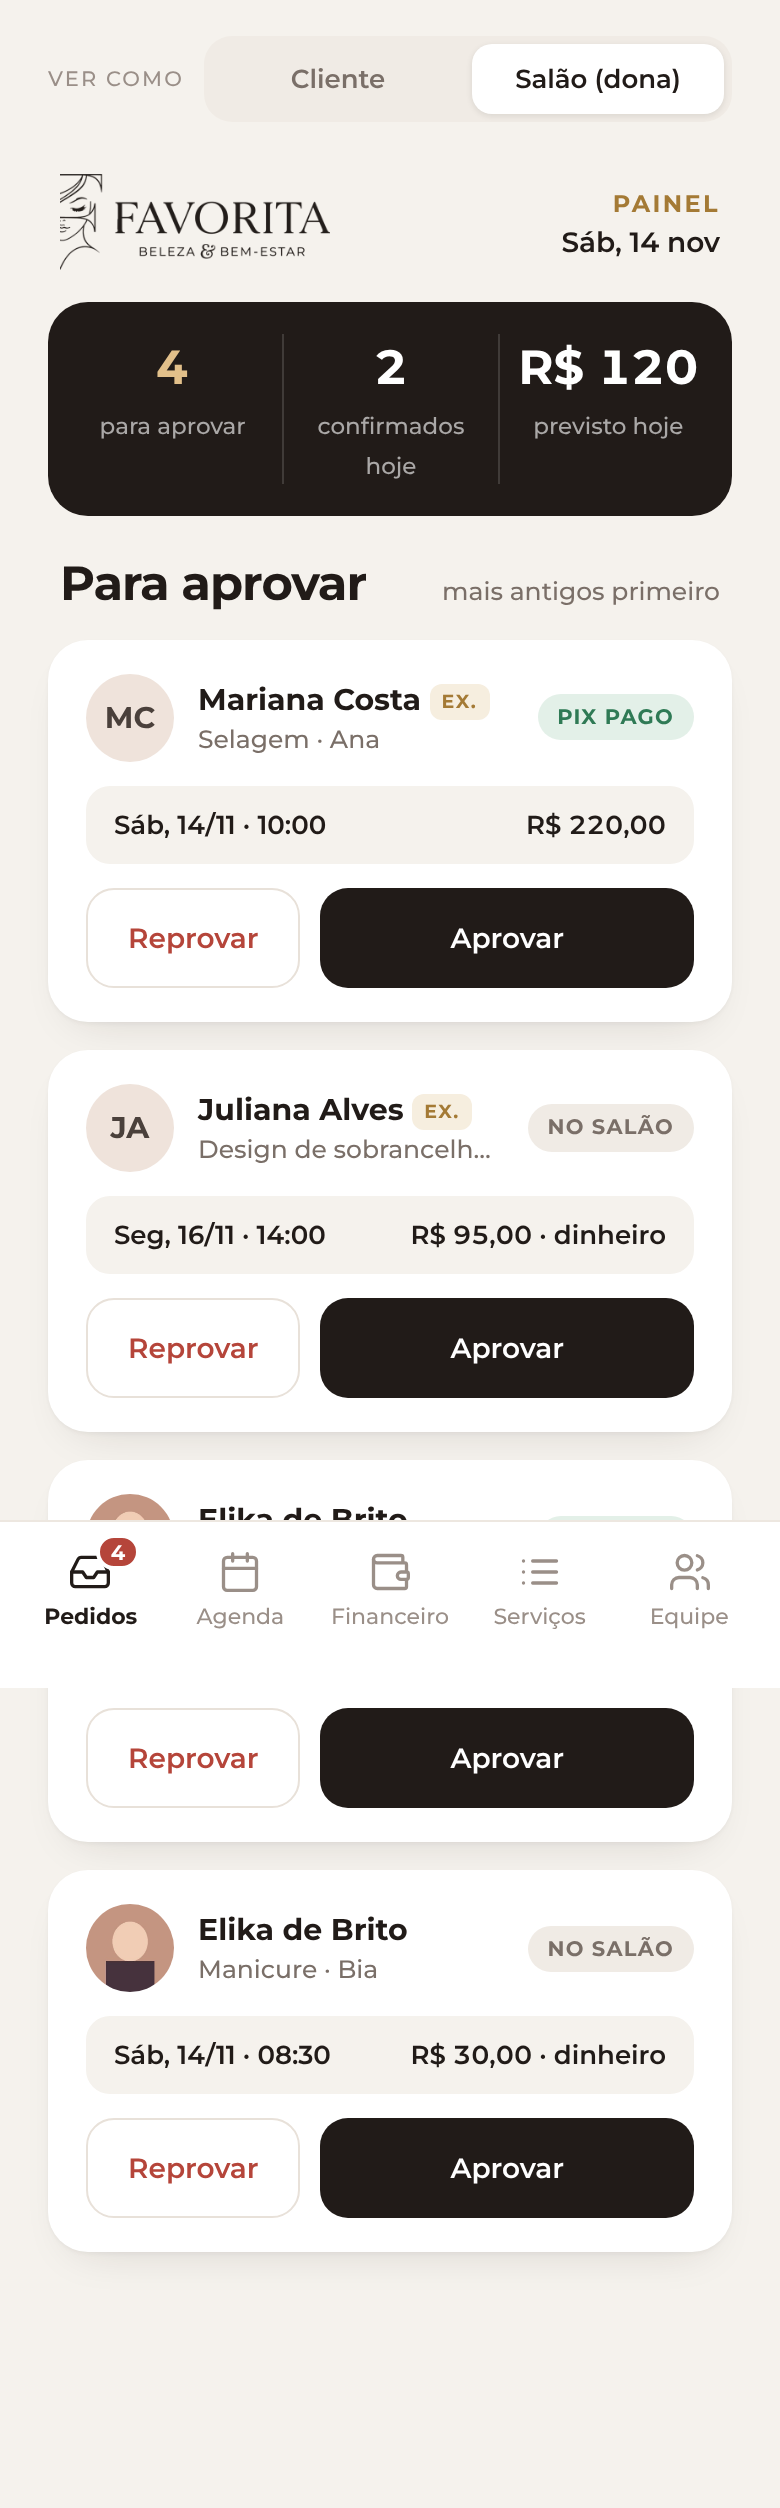 VER COMO
Cliente
Salão (dona)
FAVORITA
BELEZA & BEM-ESTAR
PAINEL
Sáb, 14 nov
4
para aprovar
2
confirmados
hoje
R$ 120
previsto hoje
Para aprovar
mais antigos primeiro
MC
Mariana Costa EX.
Selagem · Ana
PIX PAGO
Sáb, 14/11 · 10:00
R$ 220,00
Reprovar
Aprovar
JA
Juliana Alves EX.
Design de sobrancelh...
NO SALÃO
Seg, 16/11 · 14:00
R$ 95,00 · dinheiro
Reprovar
Aprovar
Elika de Brito
4
Pedidos
Agenda
Financeiro
Serviços
Equipe
Reprovar
Aprovar
Elika de Brito
Manicure · Bia
NO SALÃO
Sáb, 14/11 · 08:30
R$ 30,00 · dinheiro
Reprovar
Aprovar